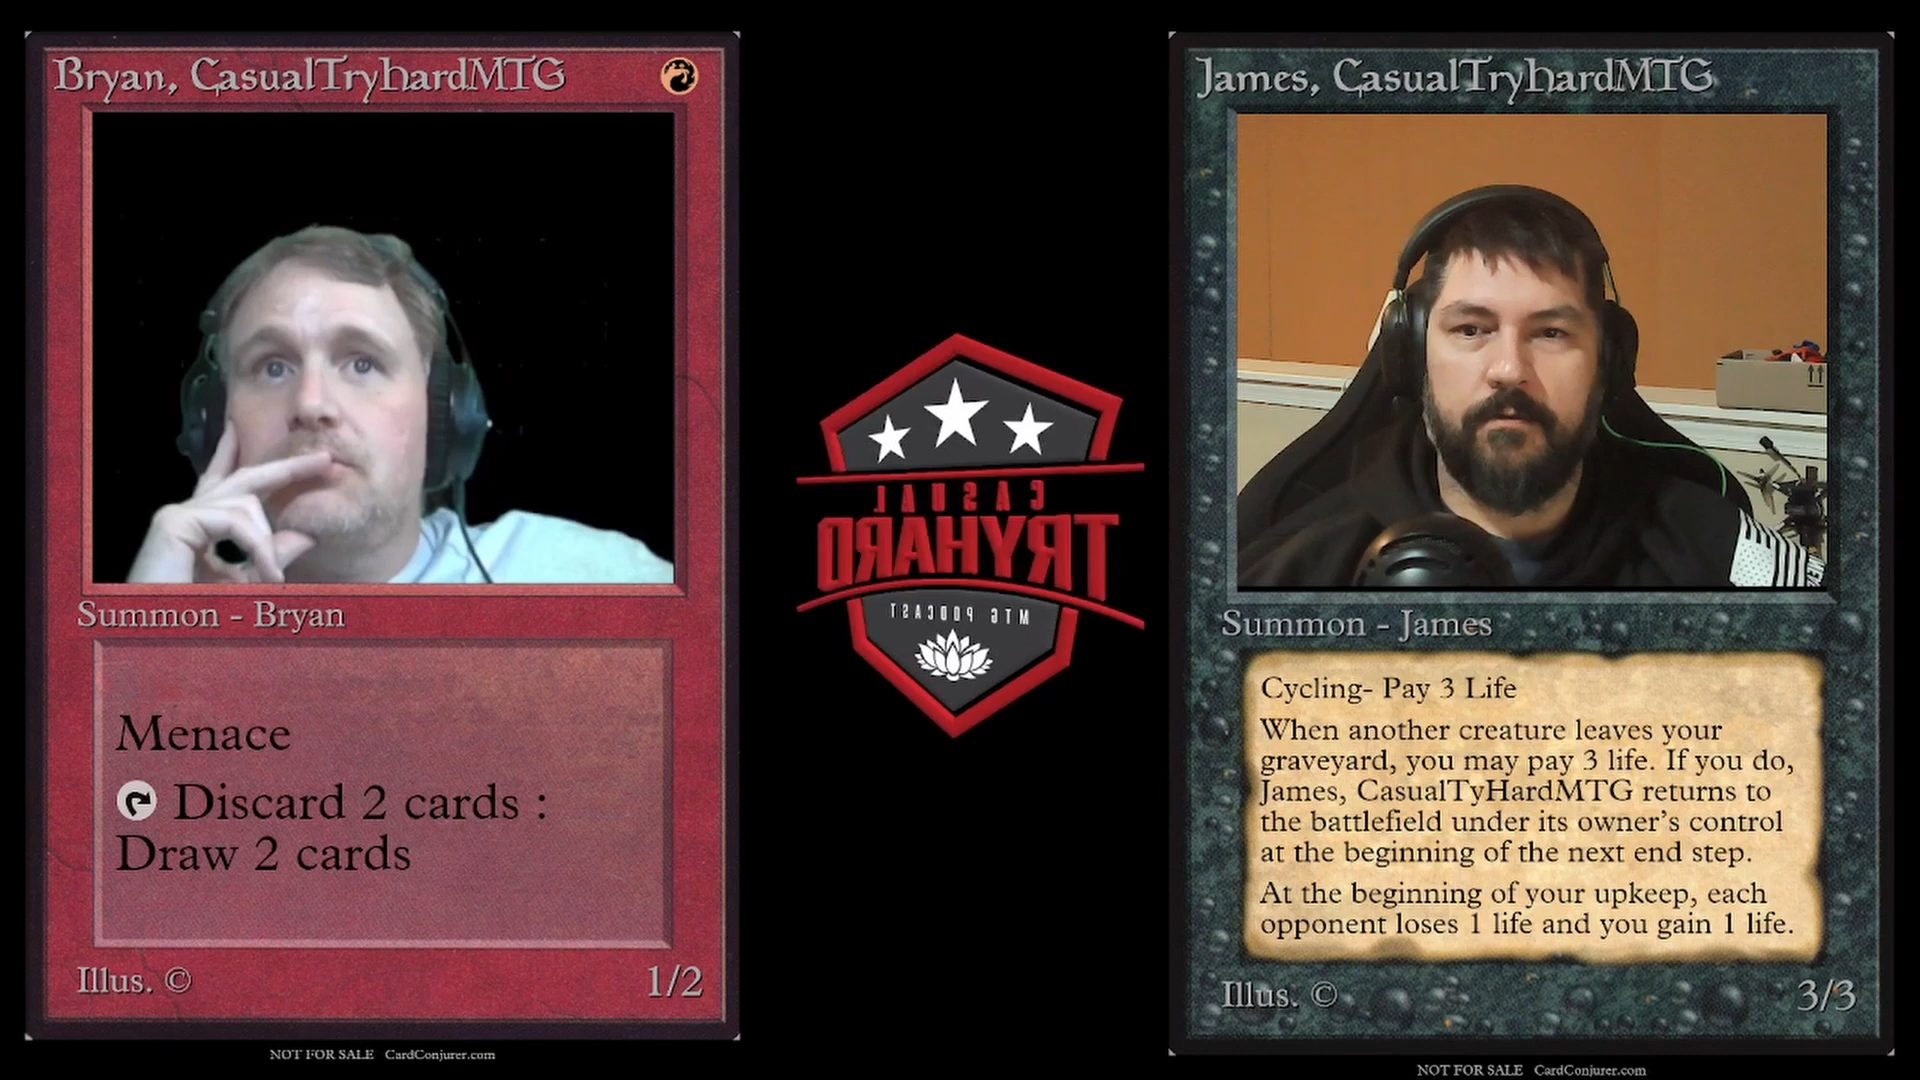 Bryan, CasualTryhardMTG
Summon - Bryan
Menace
Discard 2 cards :
Draw 2 cards
Illus. ©
1/2
NOT FOR SALE CardConjurer.com
CASUAL
TRYHARD
MTG PODCAST
James, CasualTryhardMTG
Summon - James
Cycling- Pay 3 Life
When another creature leaves your
graveyard, you may pay 3 life. If you do,
James, CasualTyHardMTG returns to
the battlefield under its owner's control
at the beginning of the next end step.
At the beginning of your upkeep, each
opponent loses 1 life and you gain 1 life.
Illus. ©
3/3
NOT FOR SALE CardConjurer.com